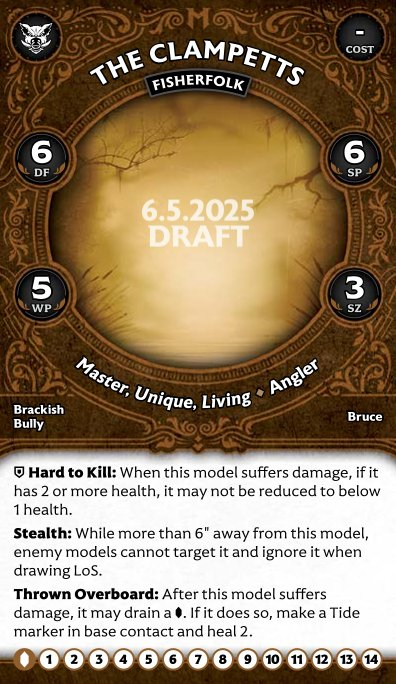 -
COST
THE CLAMPETTS
FISHERFOLK
6
DF
6
SP
6.5.2025
DRAFT
5
WP
3
SZ
Master, Unique, Living ◆ Angler
Brackish
Bully
Bruce
Hard to Kill: When this model suffers damage, if it
has 2 or more health, it may not be reduced to below
1 health.
Stealth: While more than 6" away from this model,
enemy models cannot target it and ignore it when
drawing LoS.
Thrown Overboard: After this model suffers
damage, it may drain a . If it does so, make a Tide
marker in base contact and heal 2.
1 2 3 4 5 6 7 8 9 10 11 12 13 14